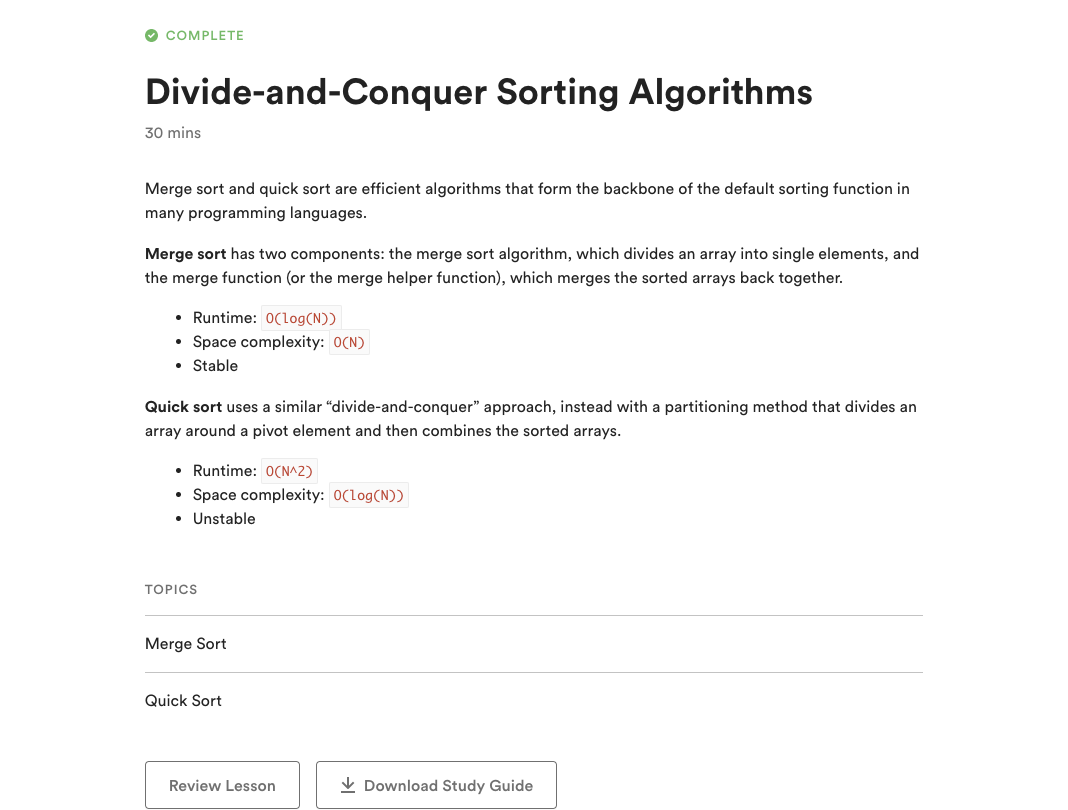 COMPLETE
Divide-and-Conquer Sorting Algorithms
30 mins
Merge sort and quick sort are efficient algorithms that form the backbone of the default sorting function in
many programming languages.
Merge sort has two components: the merge sort algorithm, which divides an array into single elements, and
the merge function (or the merge helper function), which merges the sorted arrays back together.
• Runtime: O(log(N))
• Space complexity: O(N)
• Stable
Quick sort uses a similar “divide-and-conquer” approach, instead with a partitioning method that divides an
array around a pivot element and then combines the sorted arrays.
• Runtime: O(N^2)
• Space complexity: O(log(N))
• Unstable
TOPICS
Merge Sort
Quick Sort
Review Lesson
Download Study Guide